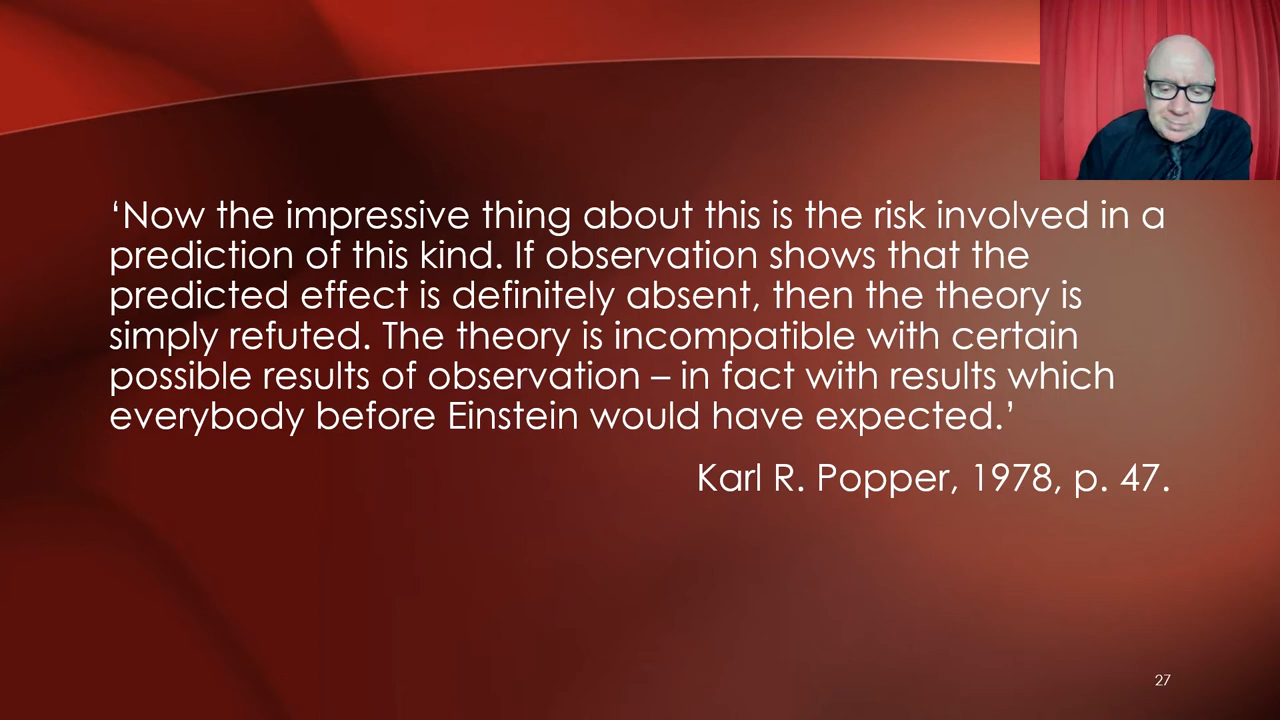 ‘Now the impressive thing about this is the risk involved in a
prediction of this kind. If observation shows that the
predicted effect is definitely absent, then the theory is
simply refuted. The theory is incompatible with certain
possible results of observation – in fact with results which
everybody before Einstein would have expected.’
Karl R. Popper, 1978, p. 47.
27